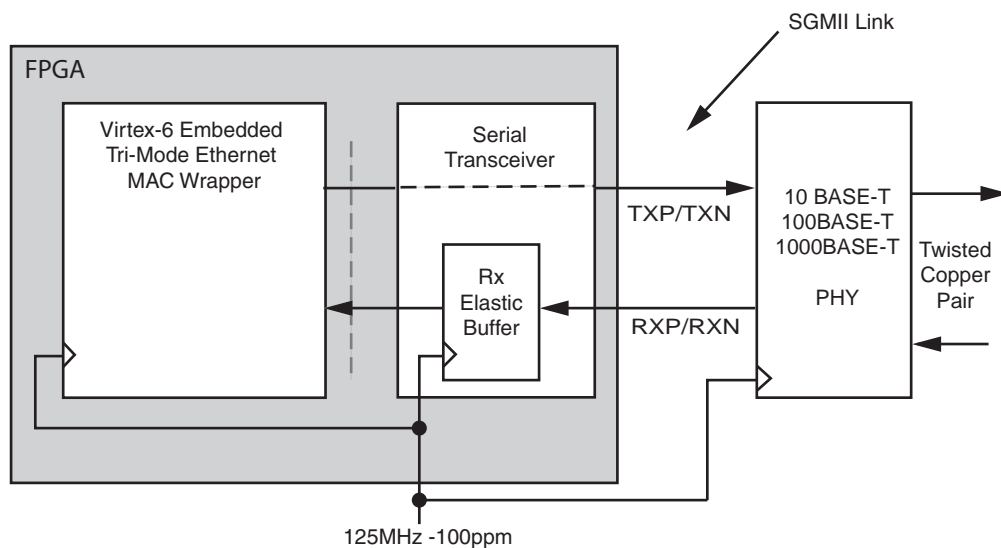 SGMII Link
FPGA
Virtex-6 Embedded
Tri-Mode Ethernet
MAC Wrapper
Serial
Transceiver
TXP/TXN
10 BASE-T
100BASE-T
1000BASE-T
PHY
Twisted
Copper
Pair
Rx
Elastic
Buffer
RXP/RXN
125MHz -100ppm